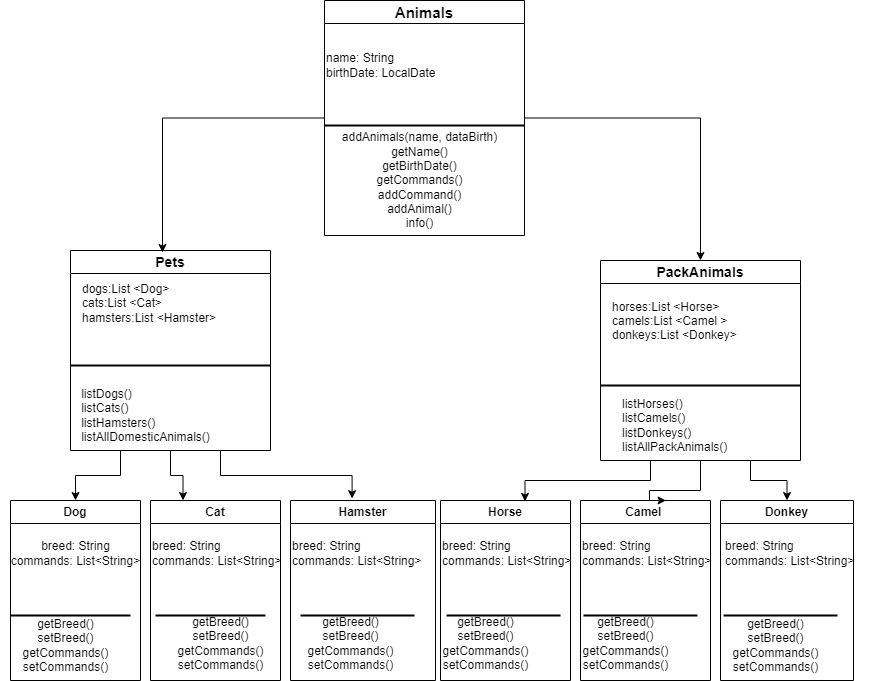 Animals
name: String
birthDate: LocalDate
addAnimals(name, dataBirth)
getName()
getBirthDate()
getCommands()
addCommand()
addAnimal()
info()
Pets
dogs:List <Dog>
cats:List <Cat>
hamsters:List <Hamster>
listDogs()
listCats()
listHamsters()
listAllDomesticAnimals()
PackAnimals
horses:List <Horse>
camels:List <Camel >
donkeys:List <Donkey>
listHorses()
listCamels()
listDonkeys()
listAllPackAnimals()
Dog
breed: String
commands: List<String>
getBreed()
setBreed()
getCommands()
setCommands()
Cat
breed: String
commands: List<String>
getBreed()
setBreed()
getCommands()
setCommands()
Hamster
breed: String
commands: List<String>
getBreed()
setBreed()
getCommands()
setCommands()
Horse
breed: String
commands: List<String>
getBreed()
setBreed()
getCommands()
setCommands()
Camel
breed: String
commands: List<String>
getBreed()
setBreed()
getCommands()
setCommands()
Donkey
breed: String
commands: List<String>
getBreed()
setBreed()
getCommands()
setCommands()